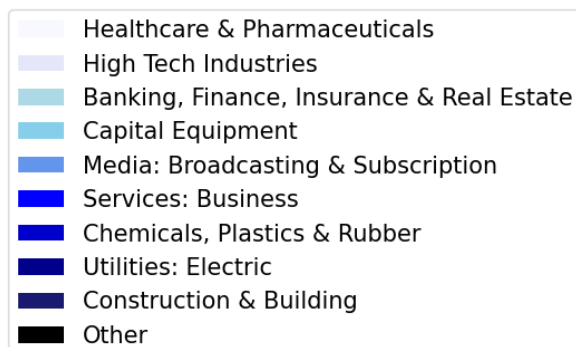 Healthcare & Pharmaceuticals
High Tech Industries
Banking, Finance, Insurance & Real Estate
Capital Equipment
Media: Broadcasting & Subscription
Services: Business
Chemicals, Plastics & Rubber
Utilities: Electric
Construction & Building
Other